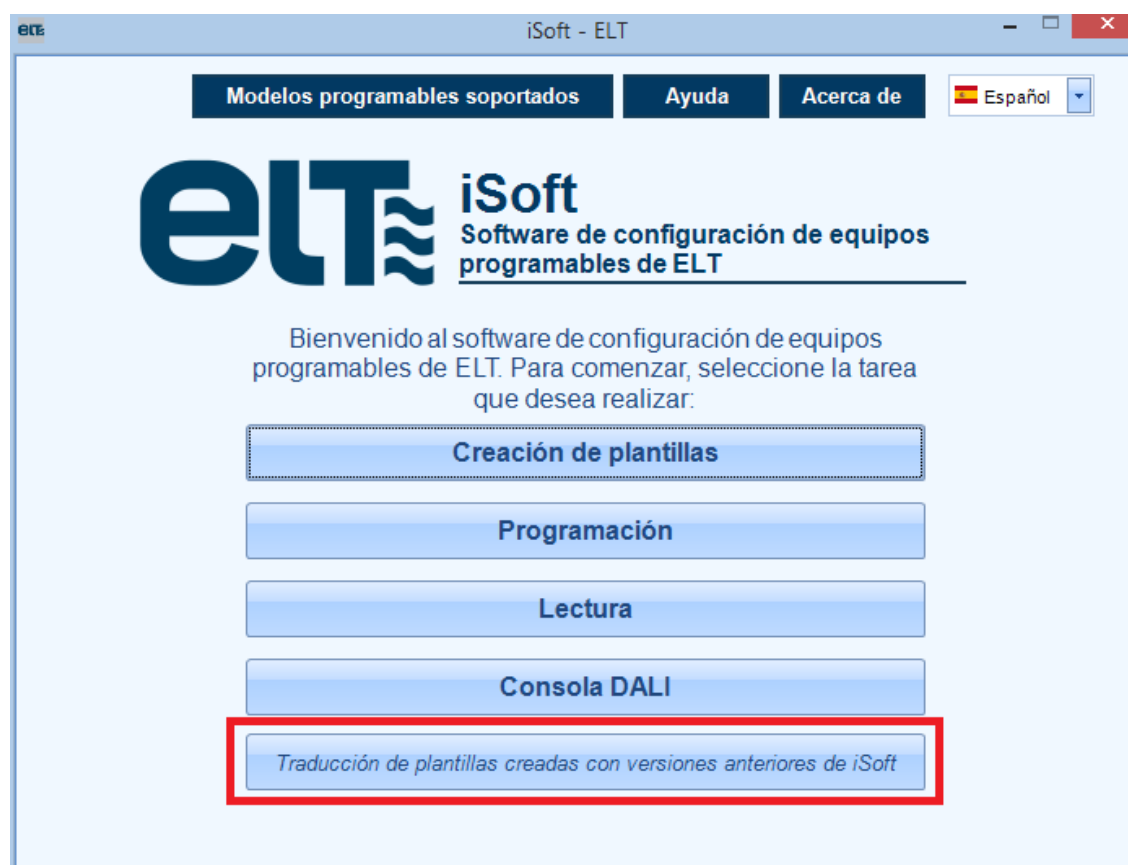 elt
iSoft - ELT
Modelos programables soportados
Ayuda
Acerca de
Español
elt
iSoft
Software de configuración de equipos
programables de ELT
Bienvenido al software de configuración de equipos
programables de ELT. Para comenzar, seleccione la tarea
que desea realizar:
Creación de plantillas
Programación
Lectura
Consola DALI
Traducción de plantillas creadas con versiones anteriores de iSoft